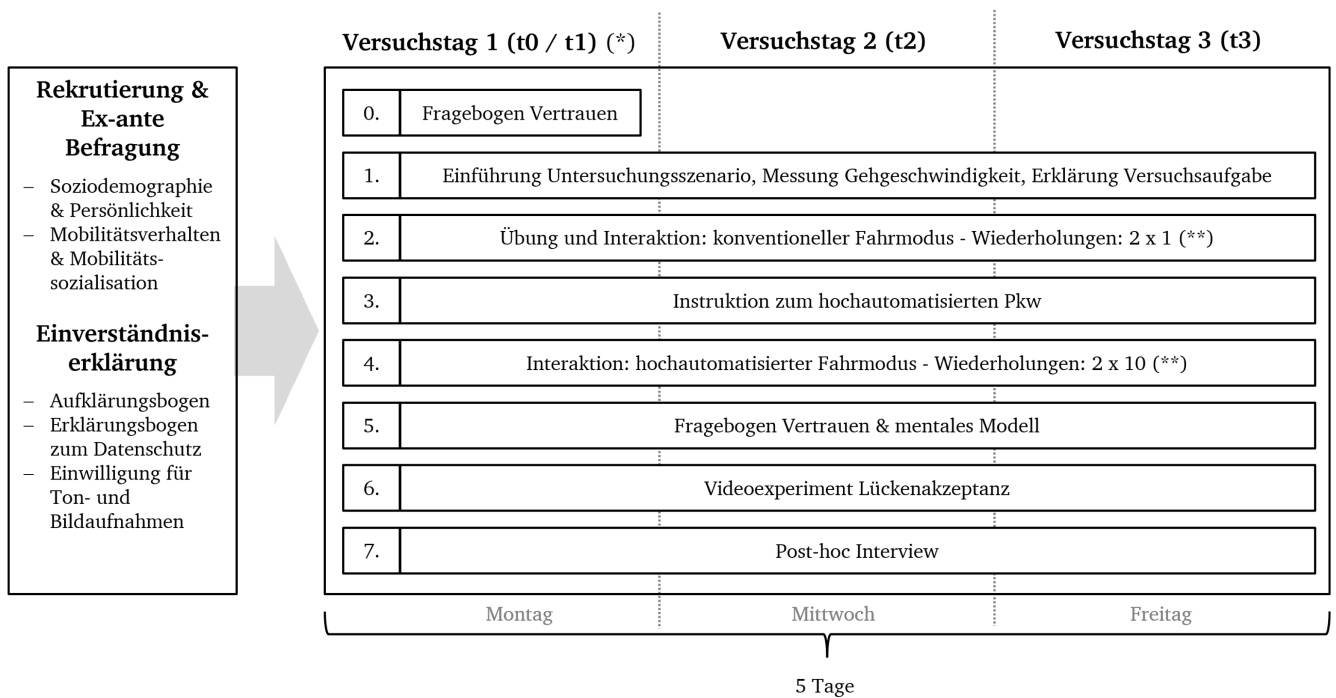 Rekrutierung &
Ex-ante
Befragung
– Soziodemographie
& Persönlichkeit
– Mobilitätsverhalten
& Mobilitäts-
sozialisation
Einverständnis-
erklärung
– Aufklärungsbogen
– Erklärungsbogen
zum Datenschutz
– Einwilligung für
Ton- und
Bildaufnahmen
Versuchstag 1 (t0 / t1) (*) Versuchstag 2 (t2) Versuchstag 3 (t3)
0. Fragebogen Vertrauen
1. Einführung Untersuchungsszenario, Messung Gehgeschwindigkeit, Erklärung Versuchsaufgabe
2. Übung und Interaktion: konventioneller Fahrmodus - Wiederholungen: 2 x 1 (**)
3. Instruktion zum hochautomatisierten Pkw
4. Interaktion: hochautomatisierter Fahrmodus - Wiederholungen: 2 x 10 (**)
5. Fragebogen Vertrauen & mentales Modell
6. Videoexperiment Lückenakzeptanz
7. Post-hoc Interview
Montag Mittwoch Freitag
5 Tage